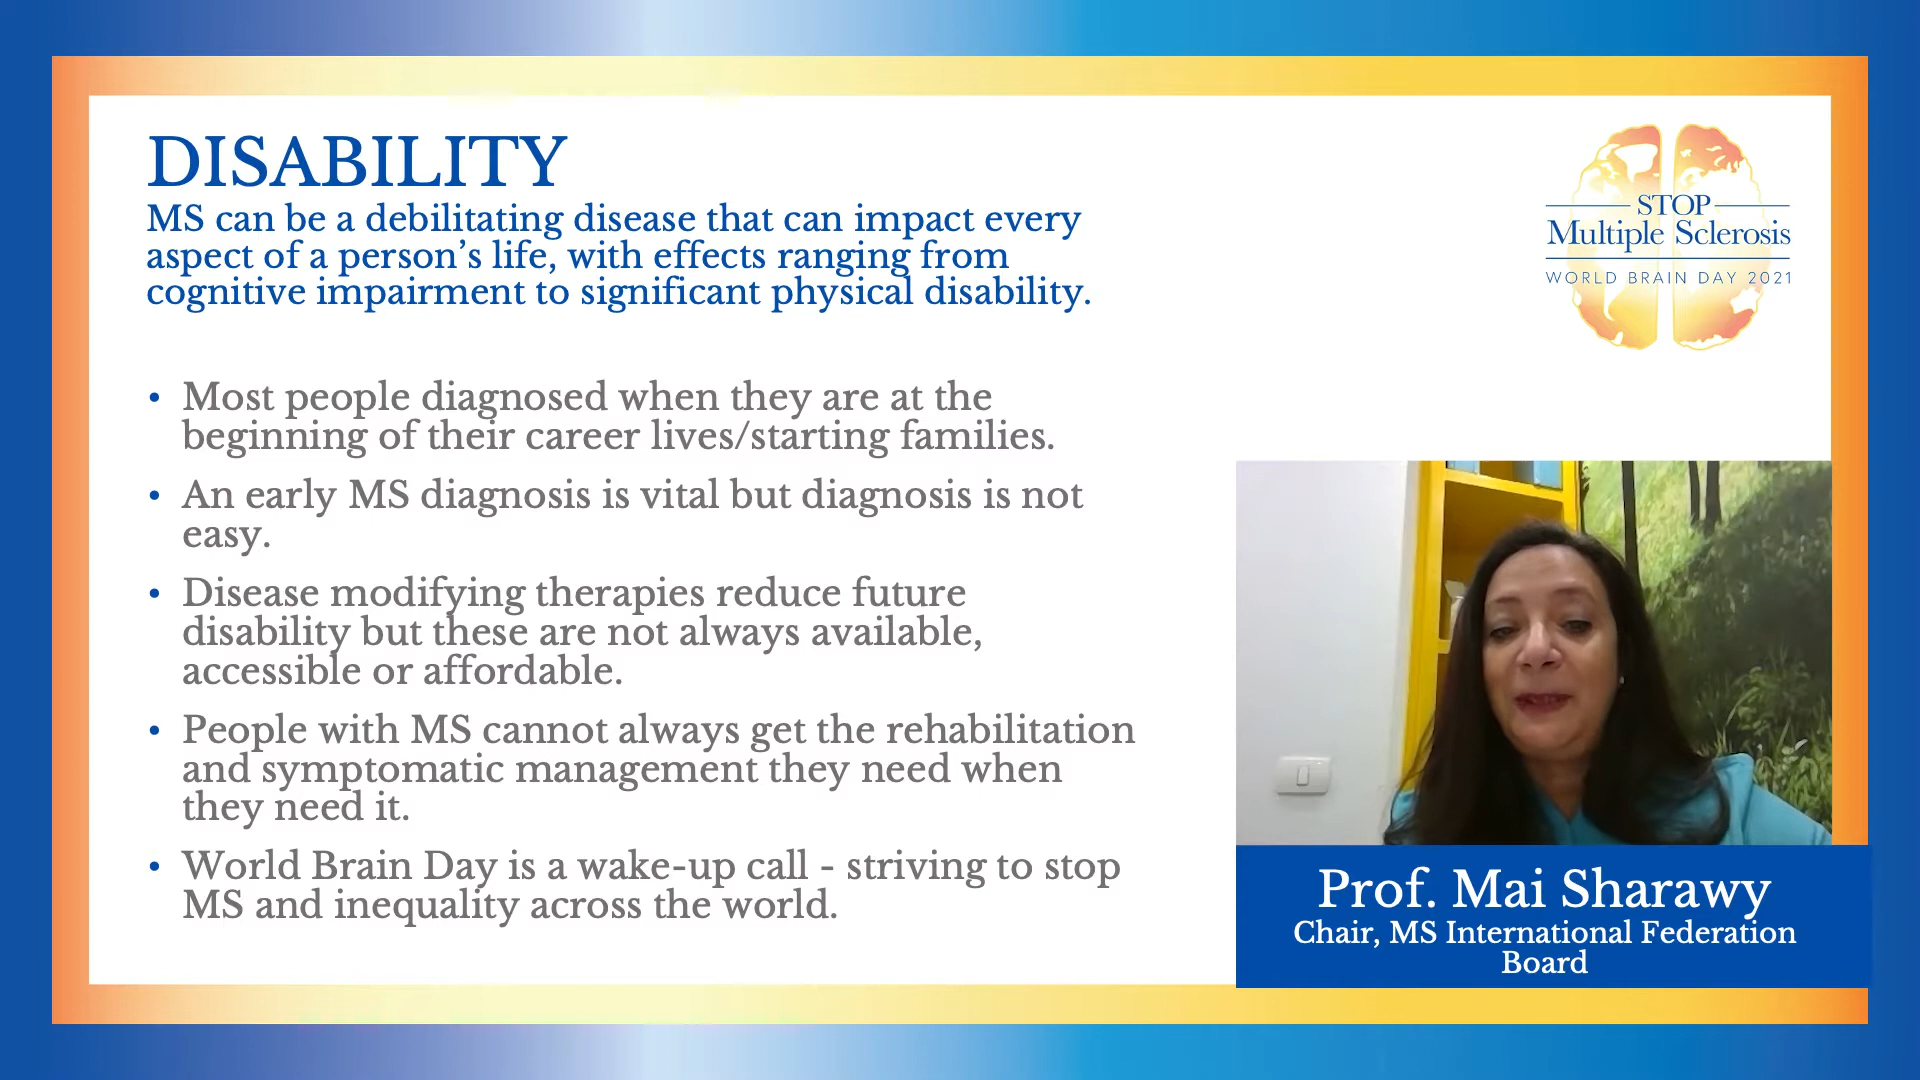 DISABILITY
MS can be a debilitating disease that can impact every
aspect of a person’s life, with effects ranging from
cognitive impairment to significant physical disability.
• Most people diagnosed when they are at the
beginning of their career lives/starting families.
• An early MS diagnosis is vital but diagnosis is not
easy.
• Disease modifying therapies reduce future
disability but these are not always available,
accessible or affordable.
• People with MS cannot always get the rehabilitation
and symptomatic management they need when
they need it.
• World Brain Day is a wake-up call - striving to stop
MS and inequality across the world.
STOP
Multiple Sclerosis
WORLD BRAIN DAY 2021
Prof. Mai Sharawy
Chair, MS International Federation
Board